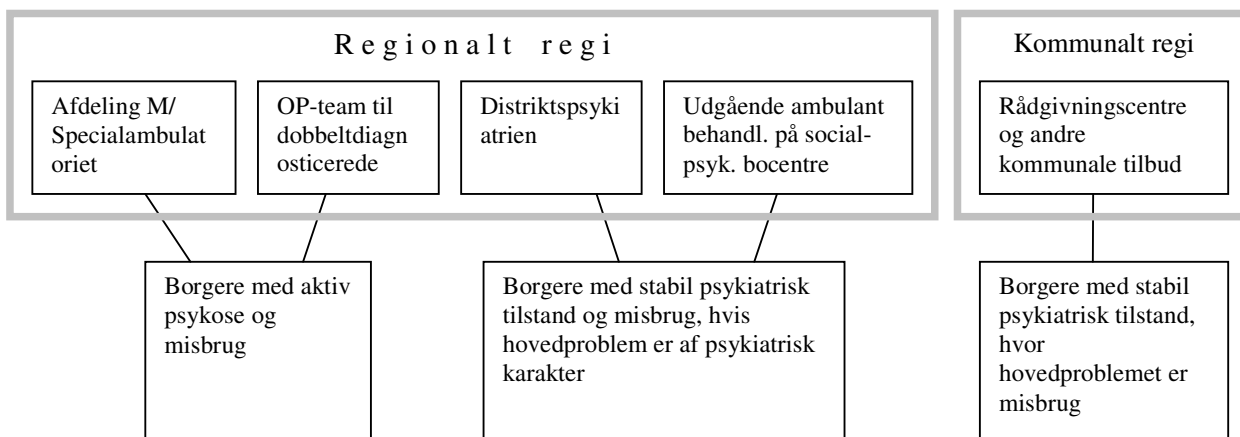 Regionalt regi
Afdeling M/
Specialambulat
oriet
OP-team til
dobbeltdiagn
osticerede
Distriktspsyki
atrien
Udgående ambulant
behandl. på social-
psyk. bocentre
Kommunalt regi
Rådgivningscentre
og andre
kommunale tilbud
Borgere med aktiv
psykose og
misbrug
Borgere med stabil psykiatrisk
tilstand og misbrug, hvis
hovedproblem er af psykiatrisk
karakter
Borgere med stabil
psykiatrisk tilstand,
hvor
hovedproblemet er
misbrug